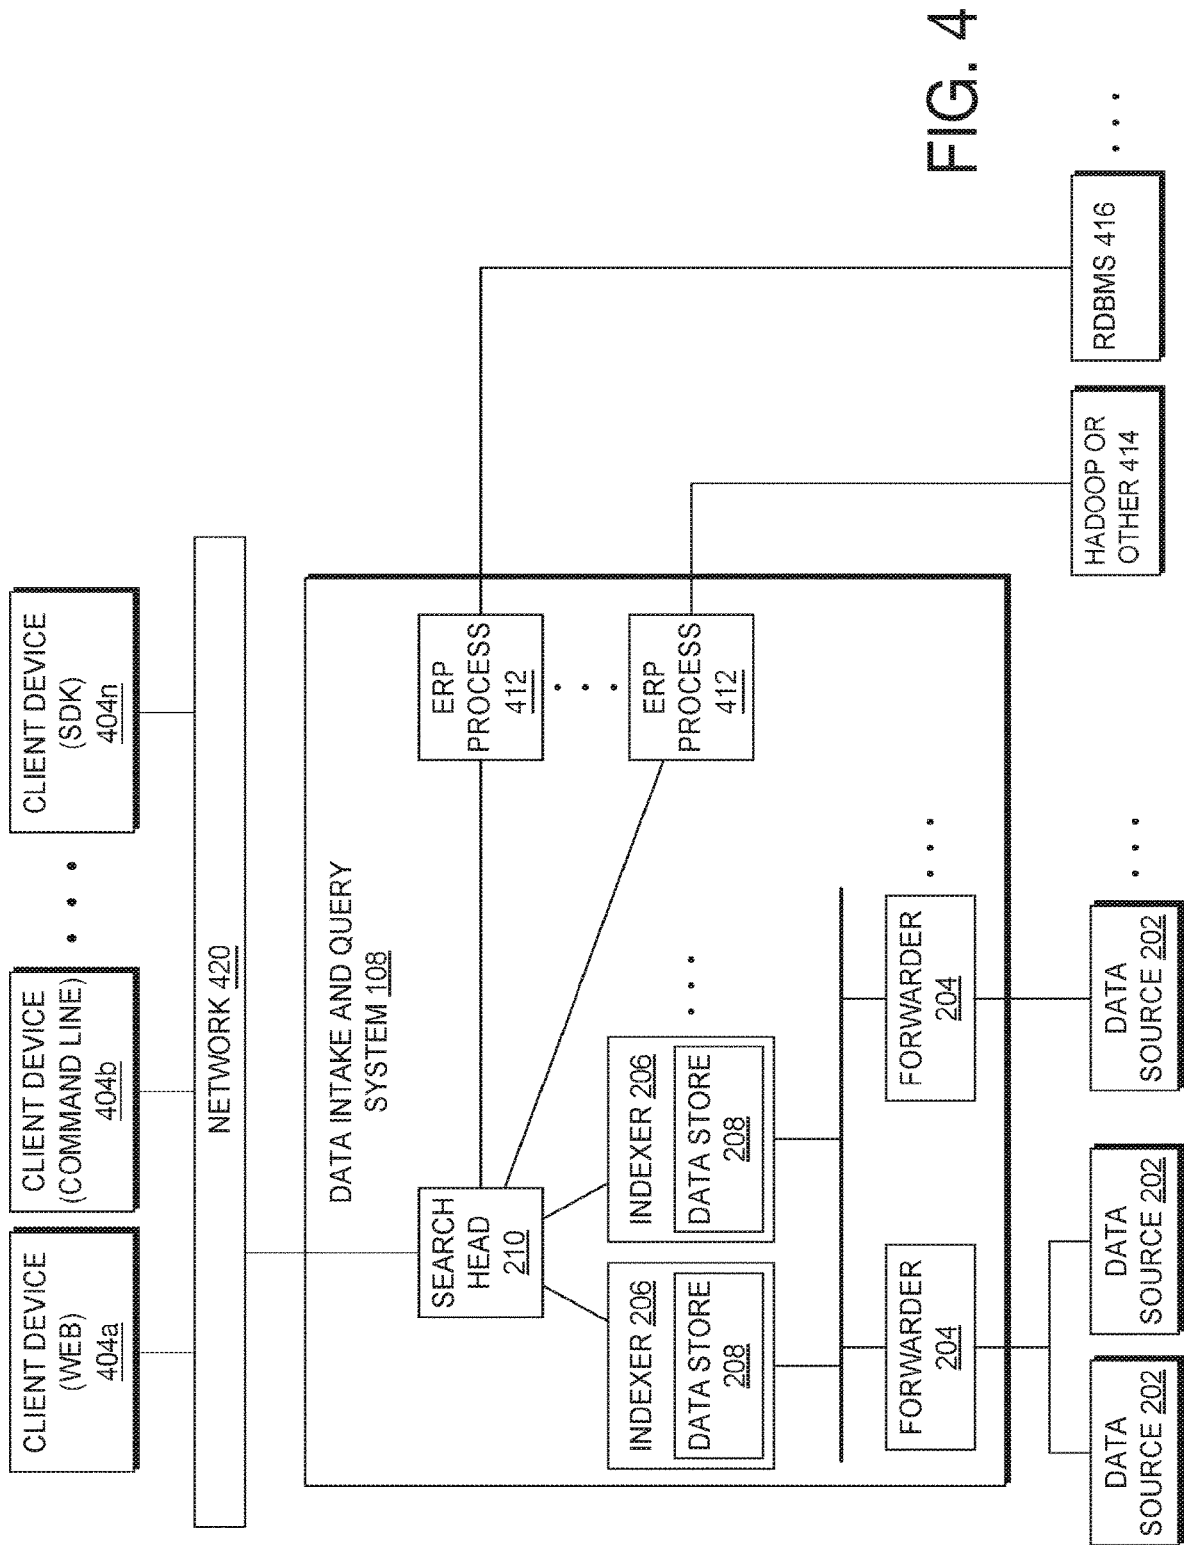 CLIENT DEVICE
(WEB)
404a
CLIENT DEVICE
(COMMAND LINE)
404b
CLIENT DEVICE
(SDK)
404n
NETWORK 420
DATA INTAKE AND QUERY
SYSTEM 108
SEARCH
HEAD
210
ERP
PROCESS
412
INDEXER 206
DATA STORE
208
INDEXER 206
DATA STORE
208
ERP
PROCESS
412
FORWARDER
204
FORWARDER
204
DATA
SOURCE 202
DATA
SOURCE 202
DATA
SOURCE 202
HADOOP OR
OTHER 414
RDBMS 416
FIG. 4